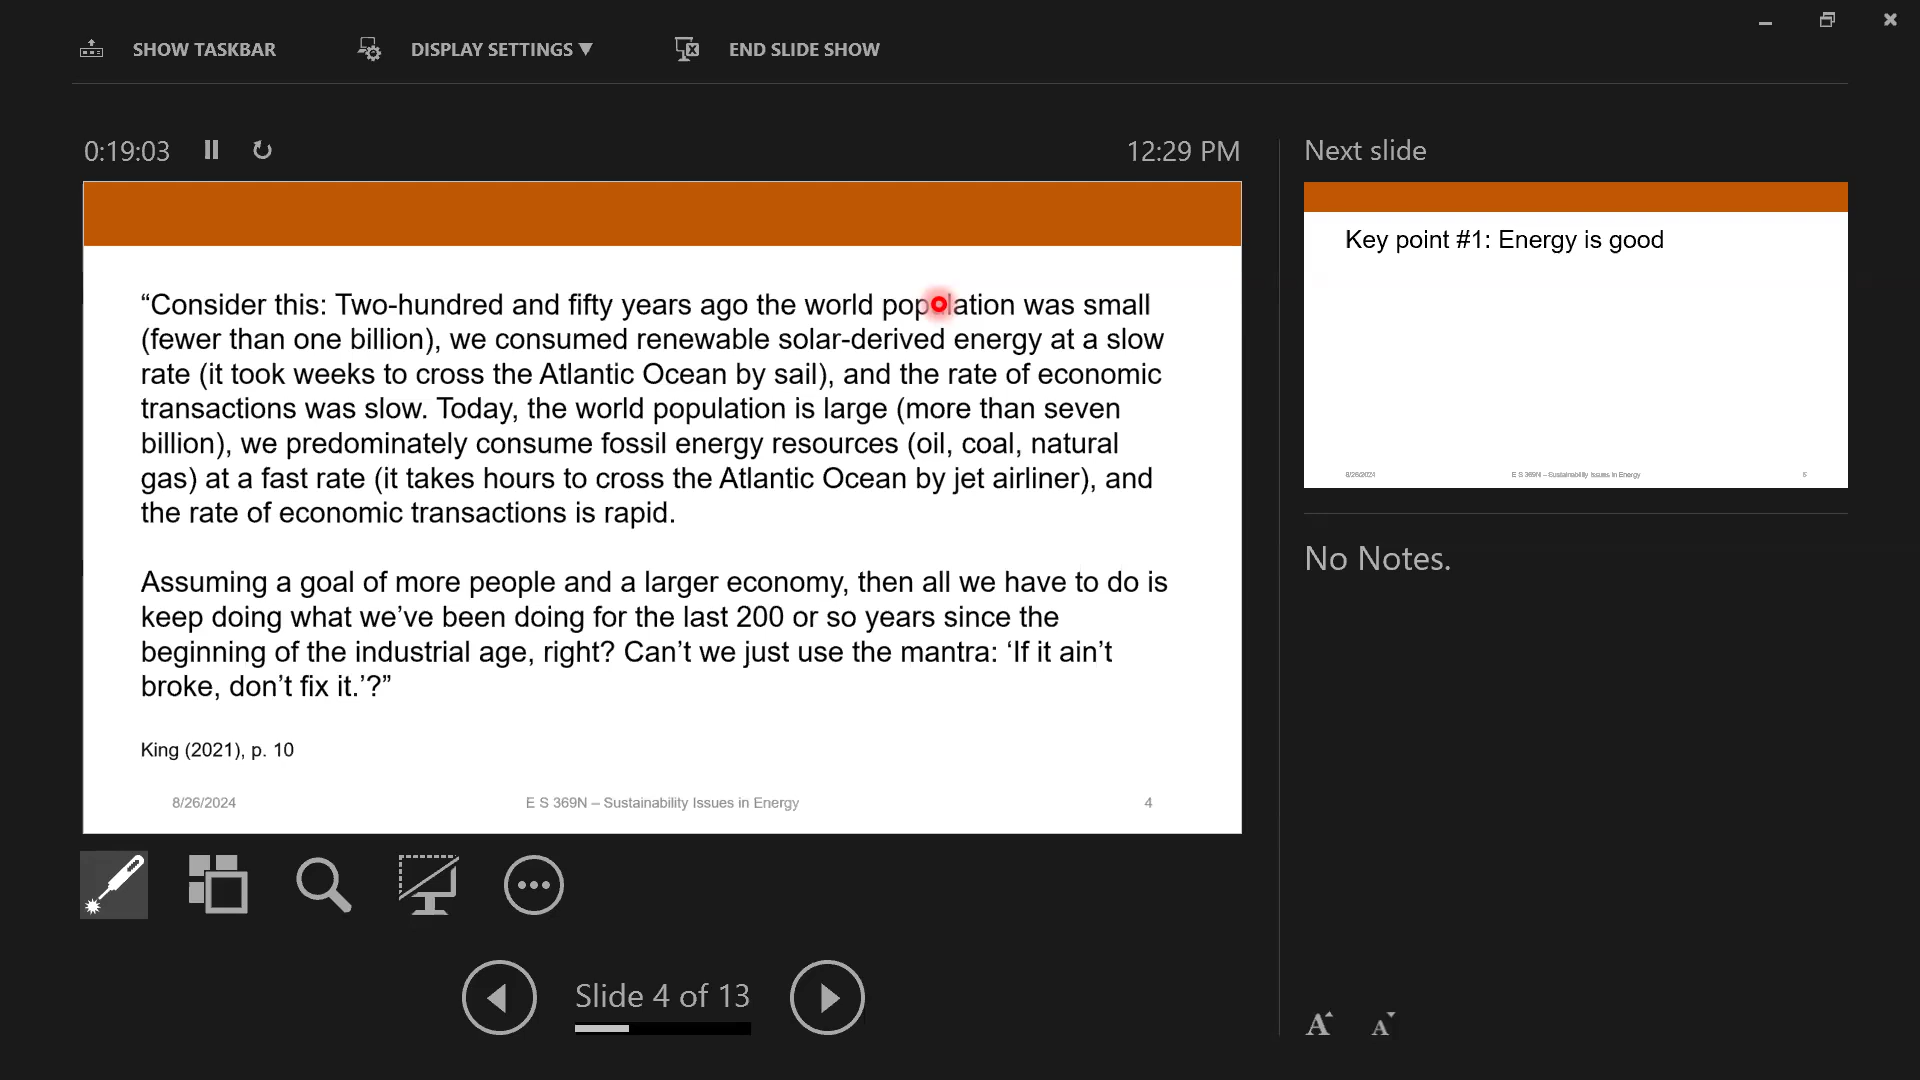 SHOW TASKBAR
DISPLAY SETTINGS ▼
END SLIDE SHOW
0:19:03
12:29 PM
“Consider this: Two-hundred and fifty years ago the world population was small
(fewer than one billion), we consumed renewable solar-derived energy at a slow
rate (it took weeks to cross the Atlantic Ocean by sail), and the rate of economic
transactions was slow. Today, the world population is large (more than seven
billion), we predominately consume fossil energy resources (oil, coal, natural
gas) at a fast rate (it takes hours to cross the Atlantic Ocean by jet airliner), and
the rate of economic transactions is rapid.
Assuming a goal of more people and a larger economy, then all we have to do is
keep doing what we’ve been doing for the last 200 or so years since the
beginning of the industrial age, right? Can’t we just use the mantra: ‘If it ain’t
broke, don’t fix it.’?”
King (2021), p. 10
8/26/2024
E S 369N – Sustainability Issues in Energy
4
Slide 4 of 13
Next slide
Key point #1: Energy is good
8/26/2024
E S 369N – Sustainability Issues in Energy
5
No Notes.
A
A